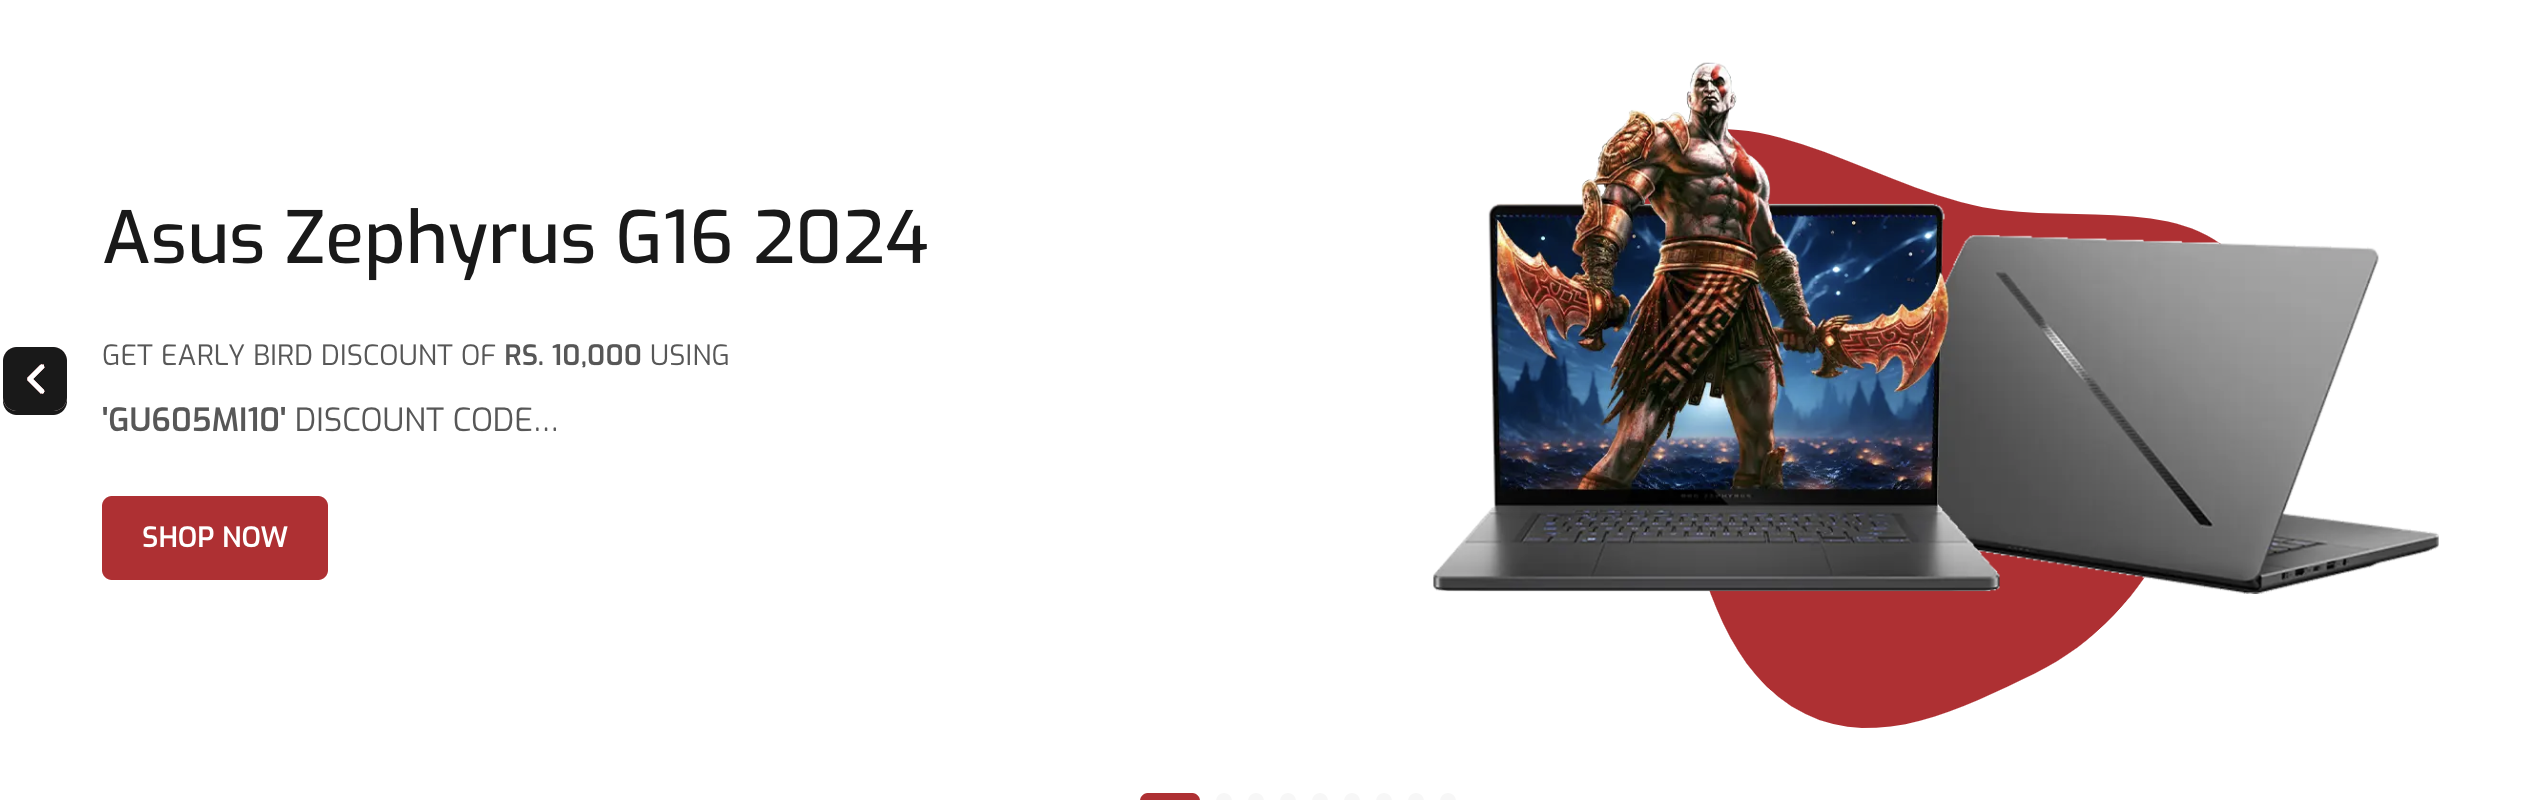 Asus Zephyrus G16 2024
GET EARLY BIRD DISCOUNT OF RS. 10,000 USING
'GU605MI10' DISCOUNT CODE...
SHOP NOW